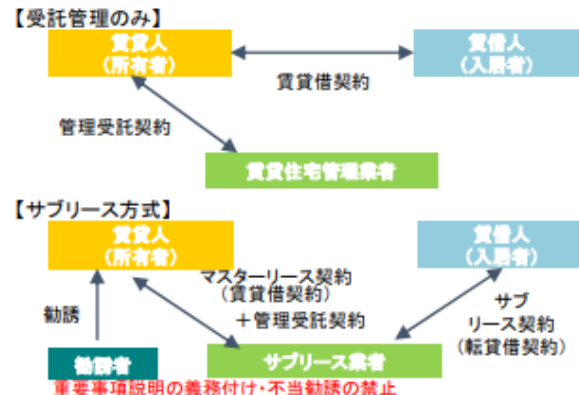 【受託管理のみ】
賃貸人
(所有者)
賃借人
(入居者)
賃貸借契約
管理受託契約
賃貸住宅管理業者
【サブリース方式】
賃貸人
(所有者)
賃借人
(入居者)
マスターリース契約
(賃貸借契約)
+管理受託契約
勧誘
サブ
リース契約
(転貸借契約)
勧誘者
サブリース業者
重要事項説明の義務付け・不当勧誘の禁止